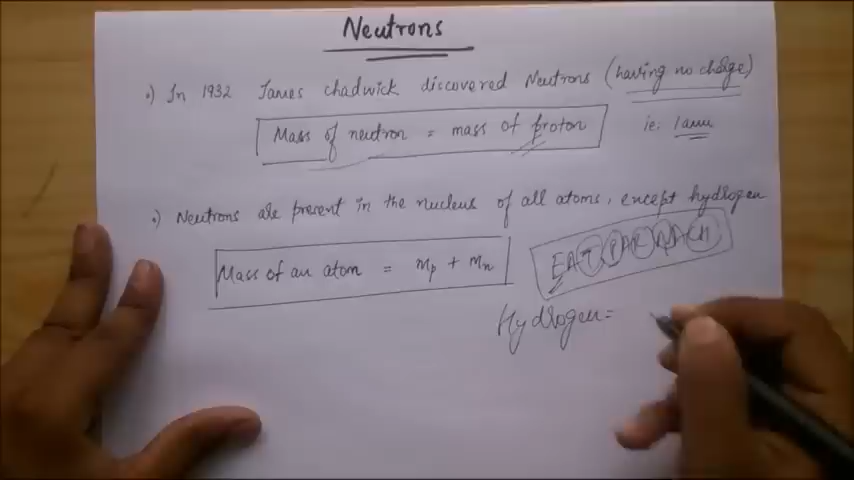 Neutrons
•) In 1932 James chadwick discovered Neutrons (having no charge)
Mass of neutron = mass of proton ie; 1amu
•) Neutrons are present in the nucleus of all atoms, except hydrogen
Mass of an atom = mp + mn
Hydrogen=